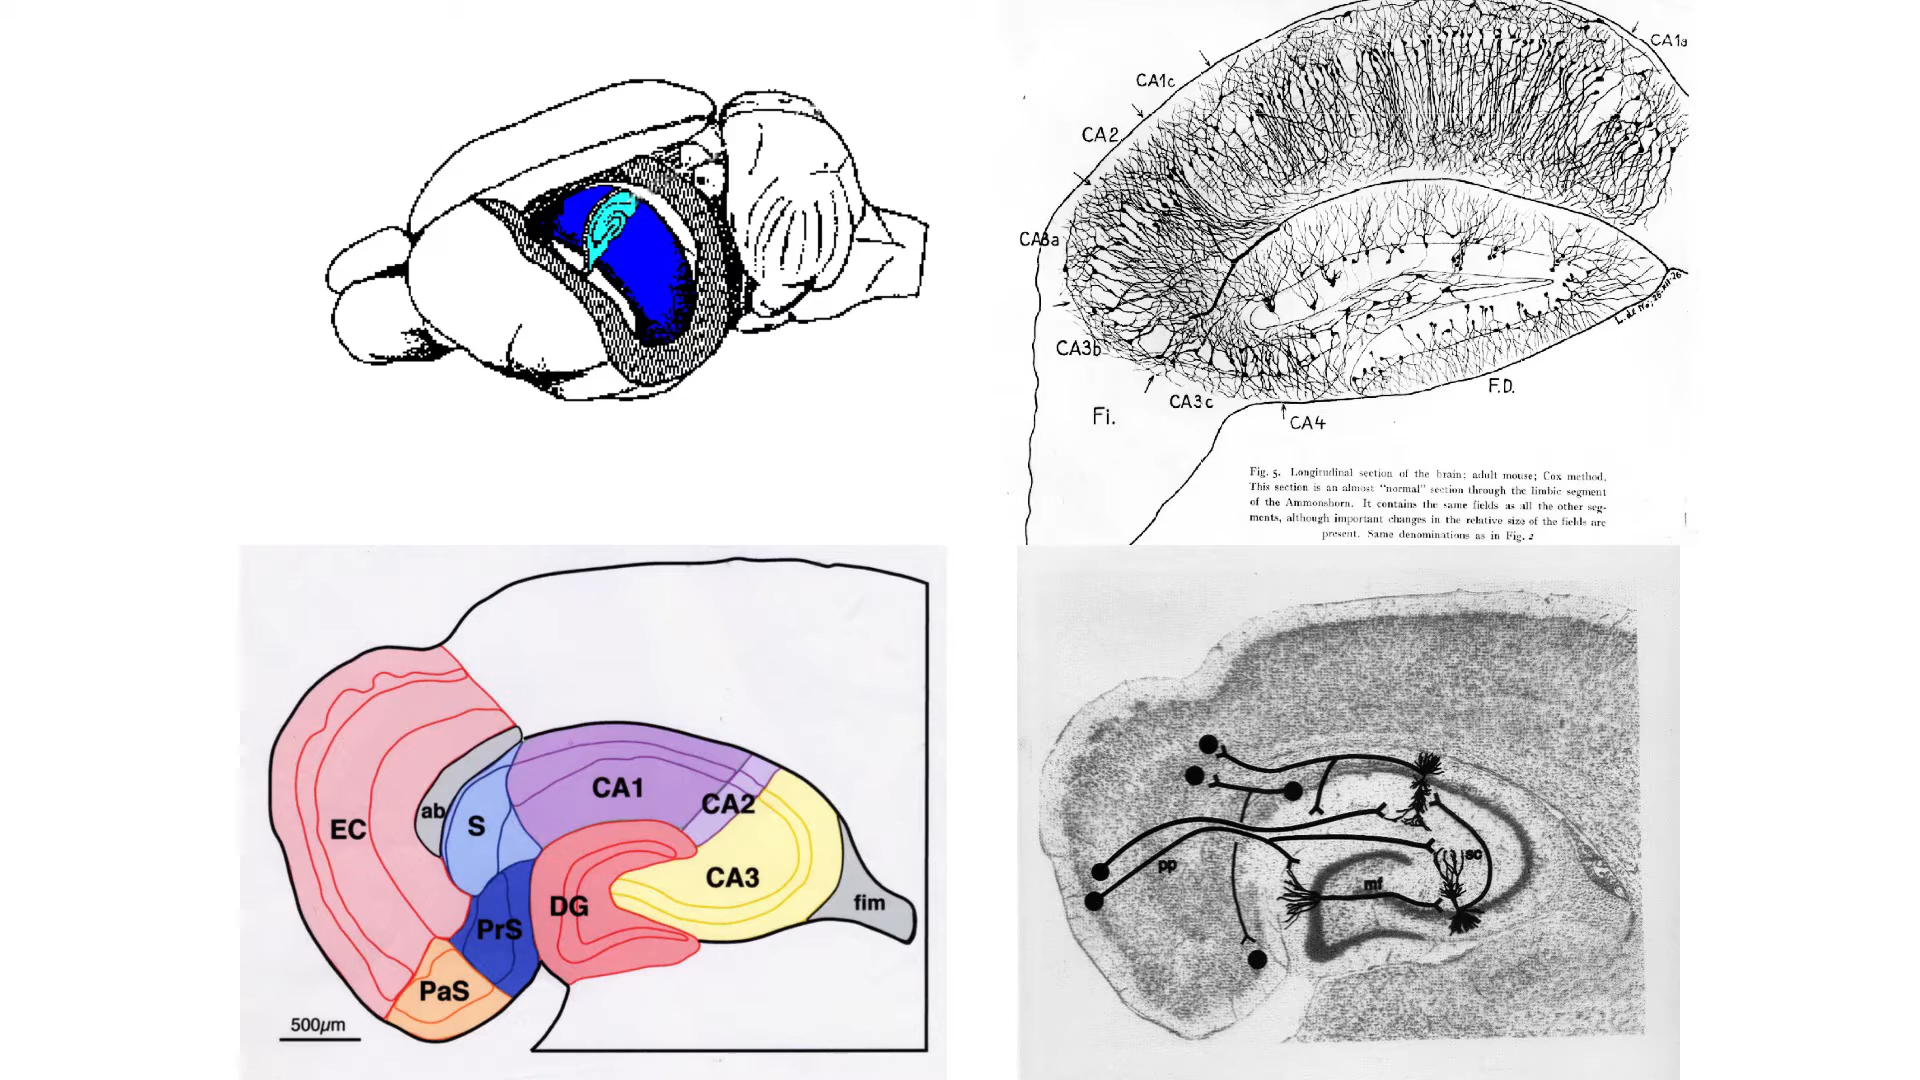 CA1a
CA1c
CA2
CA3a
CA3b
CA3c
CA4
F.D.
Fi.
Fig. 5. Longitudinal section of the brain; adult mouse; Cox method.
This section is an almost "normal" section through the limbic segment
of the Ammonshorn. It contains the same fields as all the other seg-
ments, although important changes in the relative size of the fields are
present. Same denominations as in Fig. 2
EC
ab
S
CA1
CA2
CA3
DG
fim
PrS
PaS
500µm
pp
sc
mf